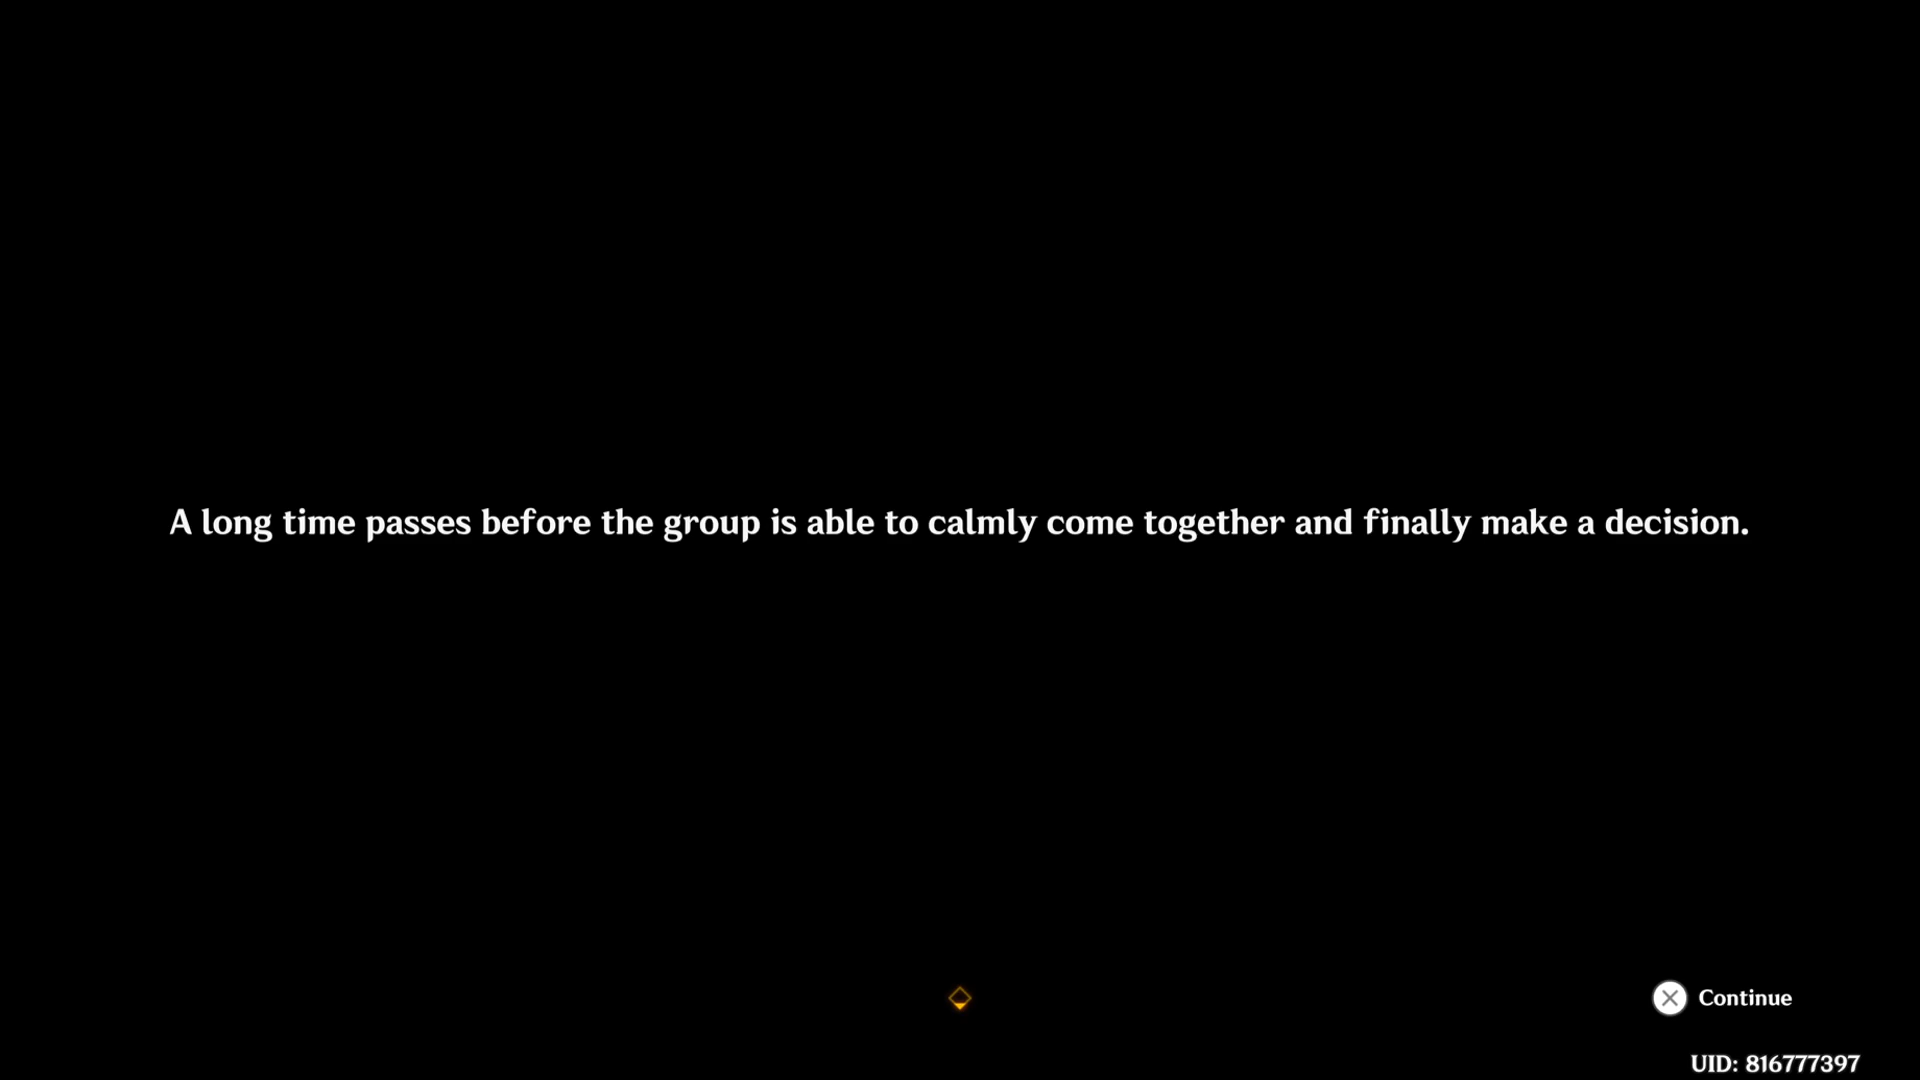 A long time passes before the group is able to calmly come together and finally make a decision.
Continue
UID: 816777397